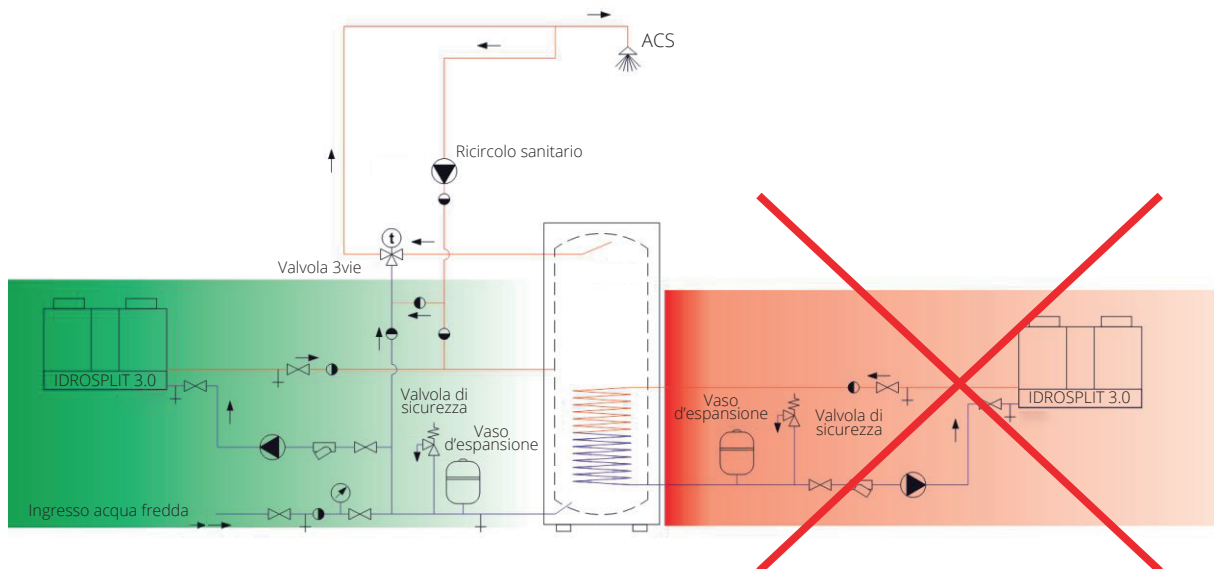 ACS
Ricircolo sanitario
t
Valvola 3vie
IDROSPLIT 3.0
Valvola di
sicurezza
Vaso
d'espansione
Ingresso acqua fredda
Vaso
d'espansione
Valvola di
sicurezza
IDROSPLIT 3.0